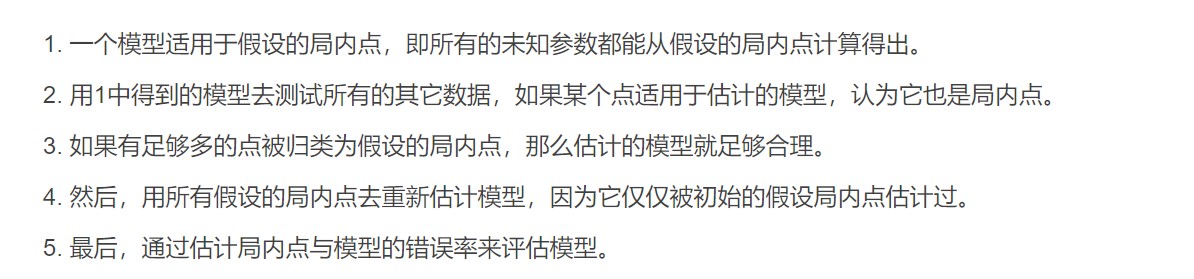 1. 一个模型适用于假设的局内点，即所有的未知参数都能从假设的局内点计算得出。
2. 用1中得到的模型去测试所有的其它数据，如果某个点适用于估计的模型，认为它也是局内点。
3. 如果有足够多的点被归类为假设的局内点，那么估计的模型就足够合理。
4. 然后，用所有假设的局内点去重新估计模型，因为它仅仅被初始的假设局内点估计过。
5. 最后，通过估计局内点与模型的错误率来评估模型。